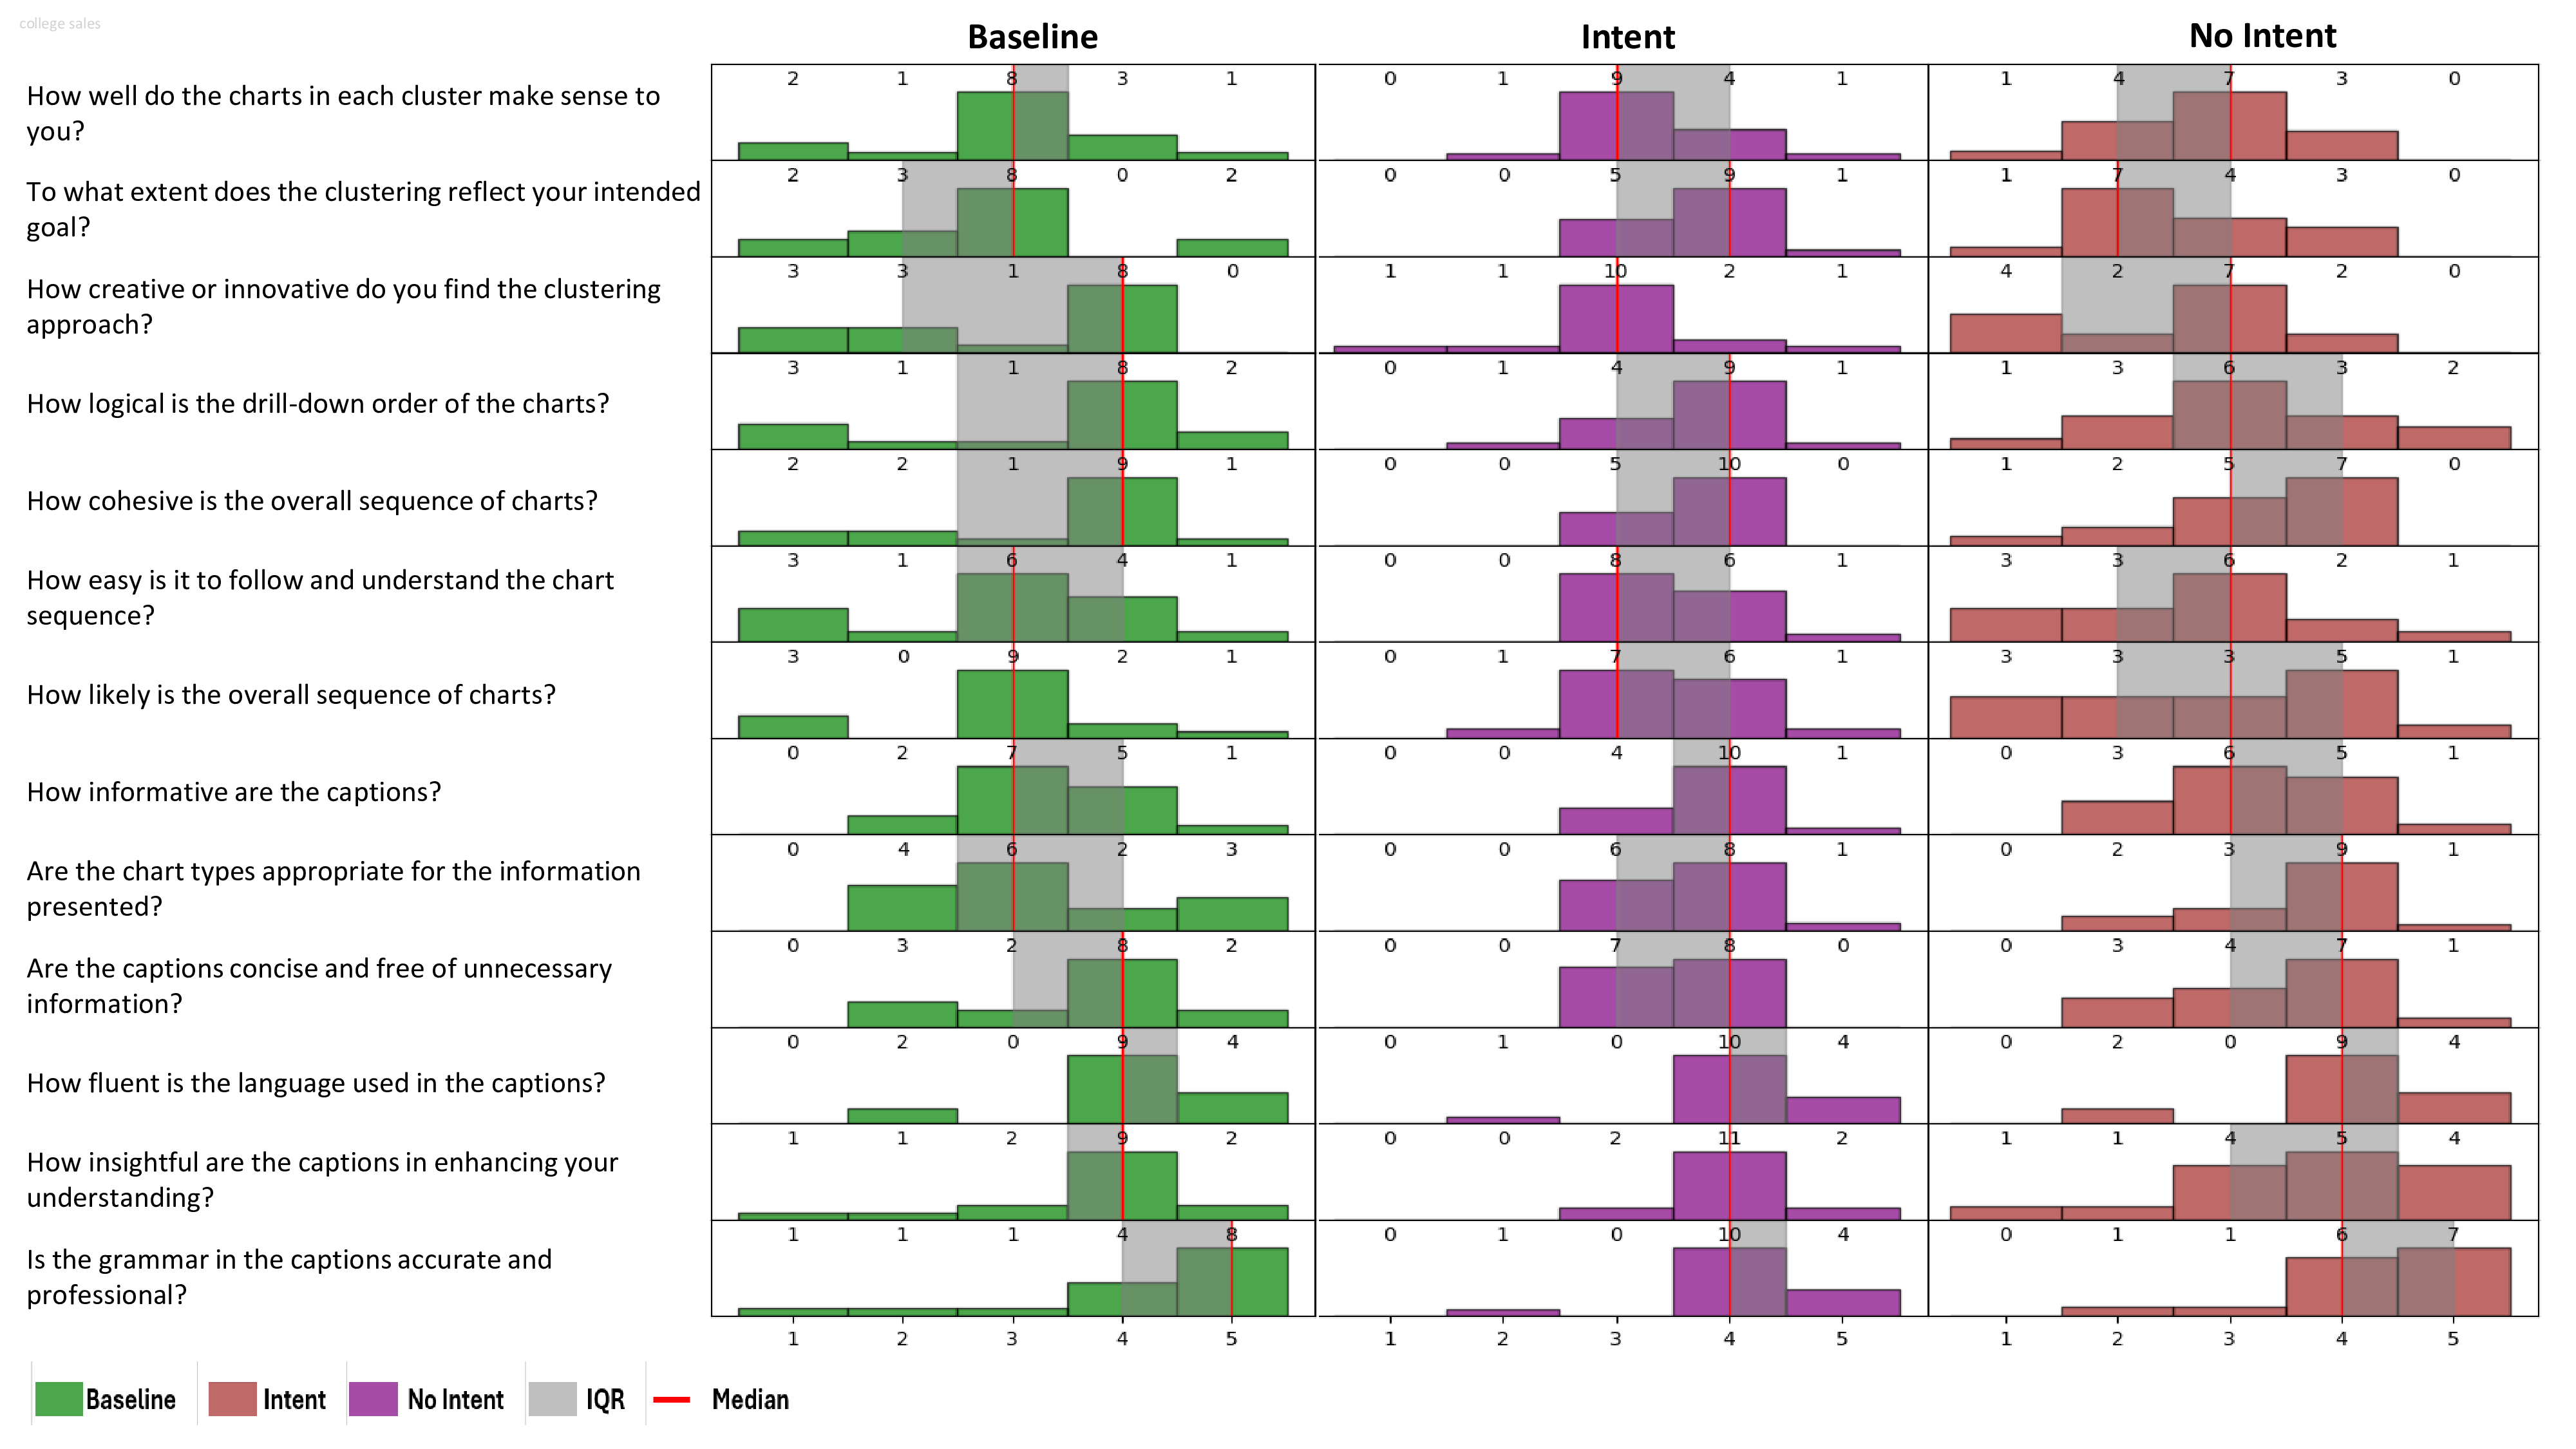 college sales
Baseline Intent No Intent
How well do the charts in each cluster make sense to
you?
2 1 8 3 1 0 1 9 4 1 1 4 7 3 0
To what extent does the clustering reflect your intended
goal?
2 3 8 0 2 0 0 5 9 1 1 7 4 3 0
How creative or innovative do you find the clustering
approach?
3 3 1 8 0 1 1 10 2 1 4 2 7 2 0
How logical is the drill-down order of the charts?
3 1 1 8 2 0 1 4 9 1 1 3 6 3 2
How cohesive is the overall sequence of charts?
2 2 1 9 1 0 0 5 10 0 1 2 5 7 0
How easy is it to follow and understand the chart
sequence?
3 1 6 4 1 0 0 8 6 1 3 3 6 2 1
How likely is the overall sequence of charts?
3 0 9 2 1 0 1 7 6 1 3 3 3 5 1
How informative are the captions?
0 2 7 5 1 0 0 4 10 1 0 3 6 5 1
Are the chart types appropriate for the information
presented?
0 4 6 2 3 0 0 6 8 1 0 2 3 9 1
Are the captions concise and free of unnecessary
information?
0 3 2 8 2 0 0 7 8 0 0 3 4 7 1
How fluent is the language used in the captions?
0 2 0 9 4 0 1 0 10 4 0 2 0 9 4
How insightful are the captions in enhancing your
understanding?
1 1 2 9 2 0 0 2 11 2 1 1 4 5 4
Is the grammar in the captions accurate and
professional?
1 1 1 4 8 0 1 0 10 4 0 1 1 6 7
1 2 3 4 5 1 2 3 4 5 1 2 3 4 5
Baseline Intent No Intent IQR Median